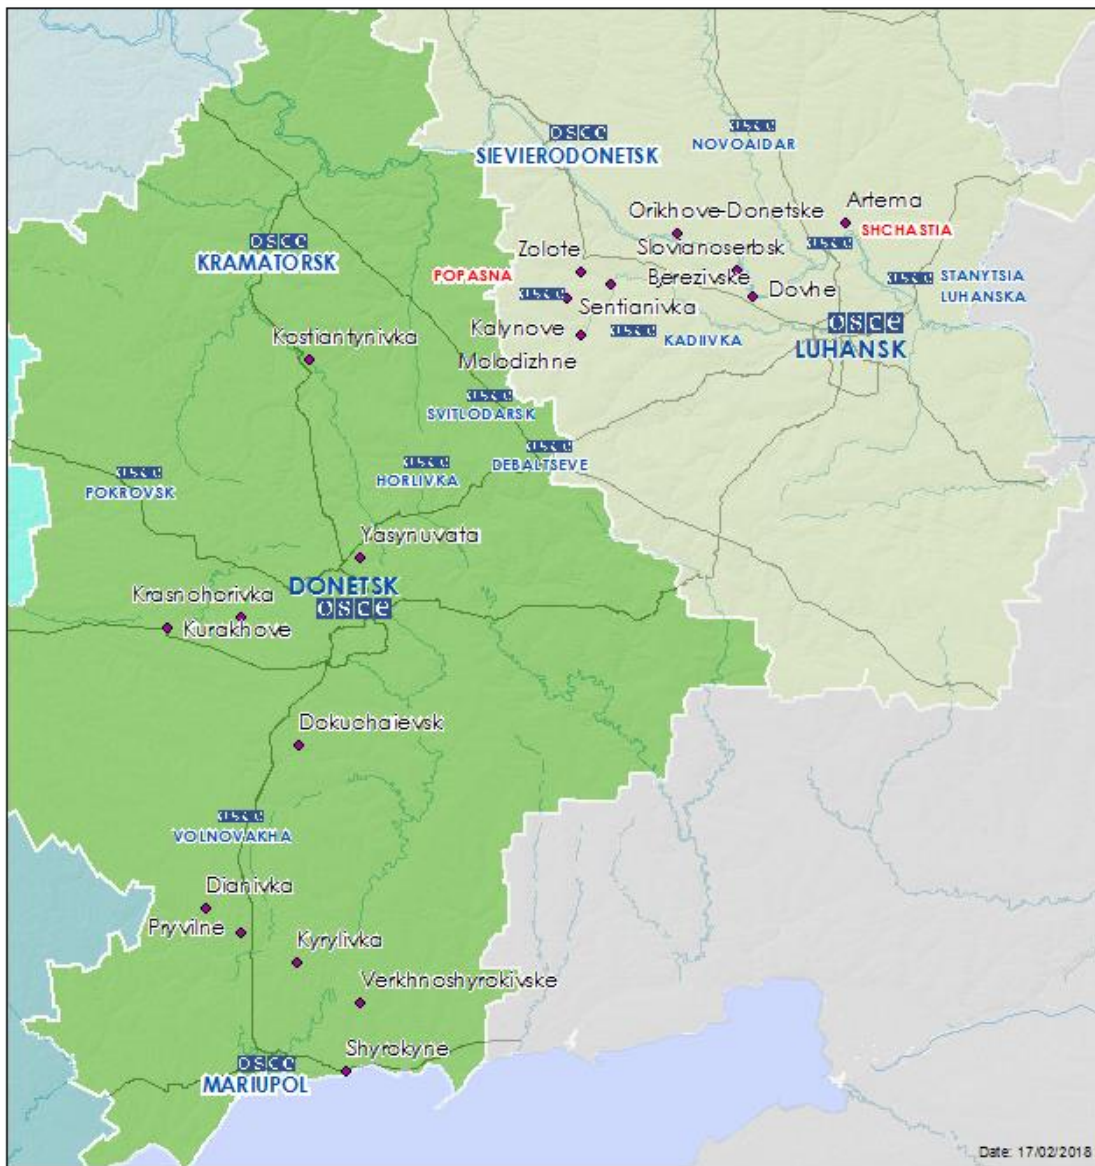 osce
NOVOAIDAR
osce
SIEVIERODONETSK
Artema
Orikhove-Donetske
SHCHASTIA
osce
osce
KRAMATORSK
Slovianoserbsk
Zolote
POPASNA
Berezivske
osce
STANYTSIA
LUHANSKA
Dovhe
osce
Sentianivka
Kalynove
osce
KADIIVKA
osce
LUHANSK
Kostiantynivka
Molodizhne
osce
SVITLODARSK
osce
DEBALTSEVE
osce
HORLIVKA
osce
POKROVSK
Yasynuvata
DONETSK
osce
Krasnohorivka
Kurakhove
Dokuchaievsk
osce
VOLNOVAKHA
Dianivka
Pryvilne
Kyrylivka
Verkhnoshyrokivske
Shyrokyne
osce
MARIUPOL
Date: 17/02/2018